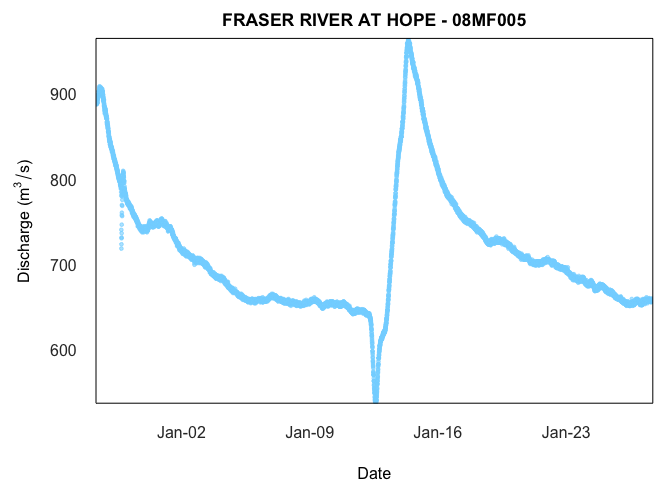 FRASER RIVER AT HOPE - 08MF005
900
800
700
600
Discharge (m³/s)
Jan-02 Jan-09 Jan-16 Jan-23
Date